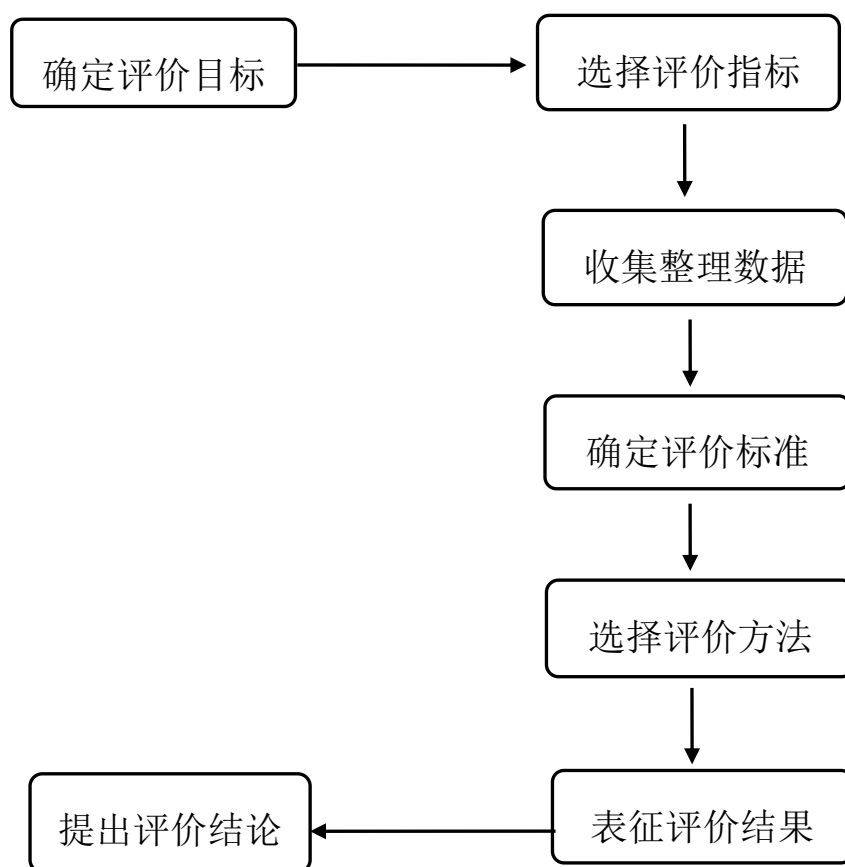 确定评价目标
选择评价指标
收集整理数据
确定评价标准
选择评价方法
表征评价结果
提出评价结论